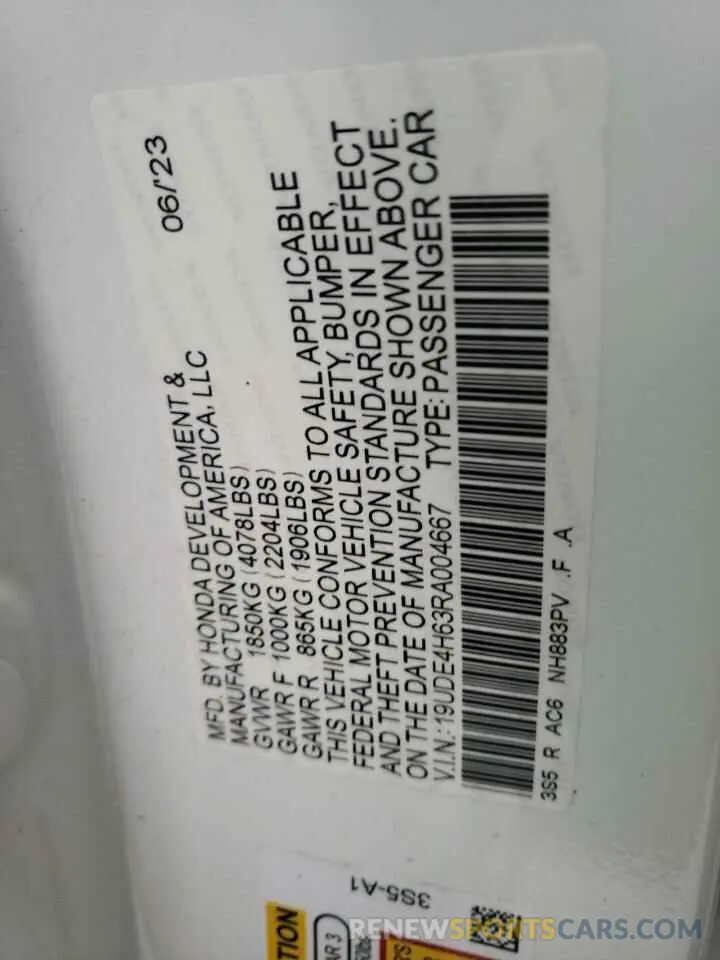 MFD. BY HONDA DEVELOPMENT & 06/'23
MANUFACTURING OF AMERICA, LLC
GVWR 1850KG (4078LBS)
GAWR F 1000KG (2204LBS)
GAWR R 865KG (1906LBS)
THIS VEHICLE CONFORMS TO ALL APPLICABLE
FEDERAL MOTOR VEHICLE SAFETY, BUMPER,
AND THEFT PREVENTION STANDARDS IN EFFECT
ON THE DATE OF MANUFACTURE SHOWN ABOVE.
V.I.N.: 19UDE4H63RA004667 TYPE: PASSENGER CAR
3S5 R AC6 NH883PV .F .A
3S5-A1
RENEWSPORTSCARS.COM